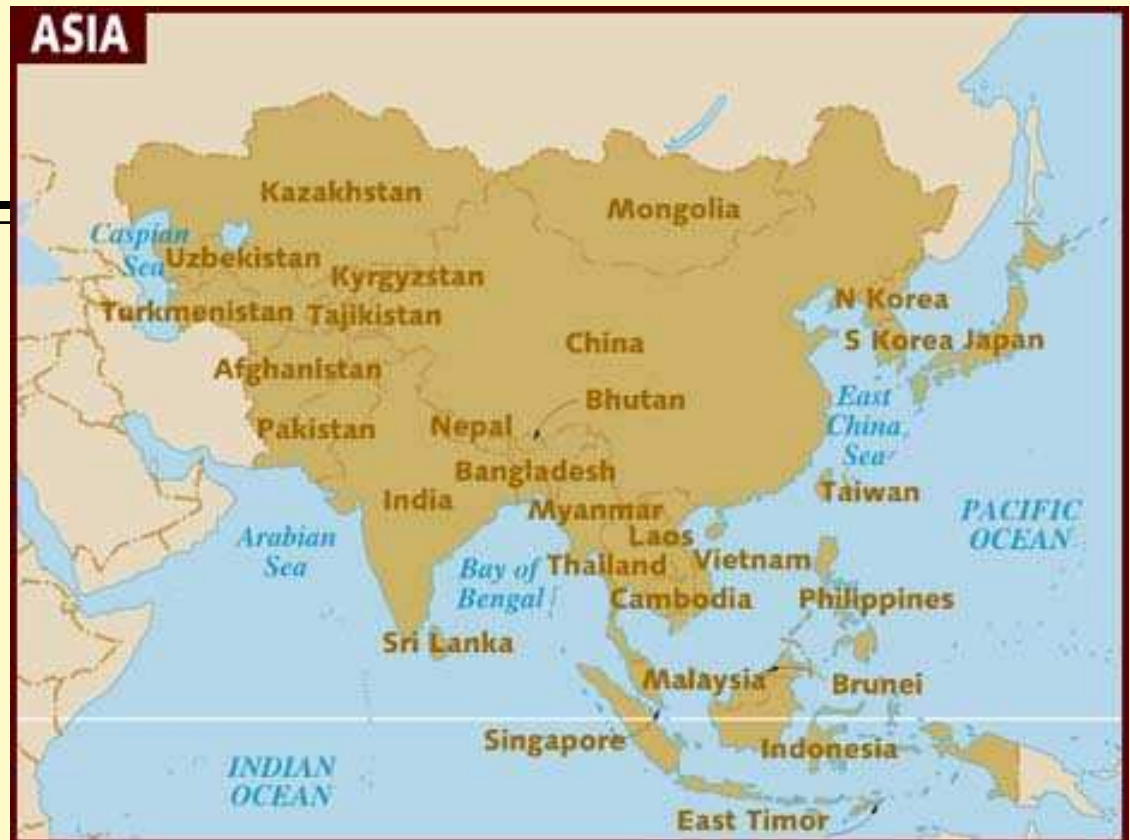 ASIA
Kazakhstan
Mongolia
Caspian
Sea
Uzbekistan
Kyrgyzstan
N Korea
Turkmenistan
Tajikistan
China
S Korea
Japan
Afghanistan
Bhutan
East
China
Sea
Pakistan
Nepal
Bangladesh
India
Taiwan
Myanmar
PACIFIC
OCEAN
Arabian
Sea
Laos
Bay of
Bengal
Thailand
Vietnam
Cambodia
Philippines
Sri Lanka
Malaysia
Brunei
Singapore
Indonesia
INDIAN
OCEAN
East Timor